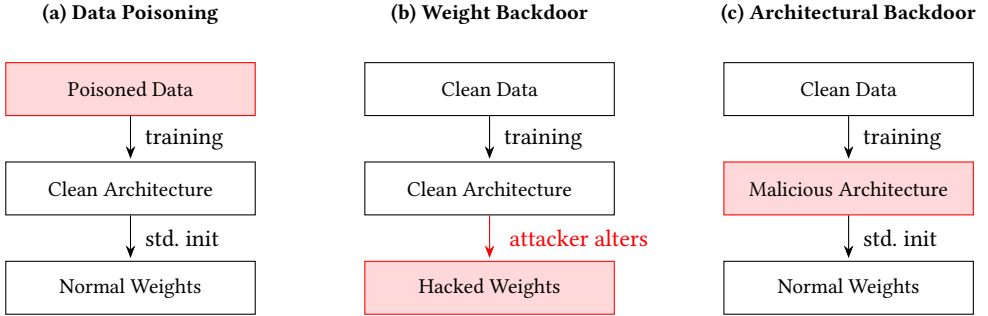 (a) Data Poisoning
Poisoned Data
training
Clean Architecture
std. init
Normal Weights
(b) Weight Backdoor
Clean Data
training
Clean Architecture
attacker alters
Hacked Weights
(c) Architectural Backdoor
Clean Data
training
Malicious Architecture
std. init
Normal Weights